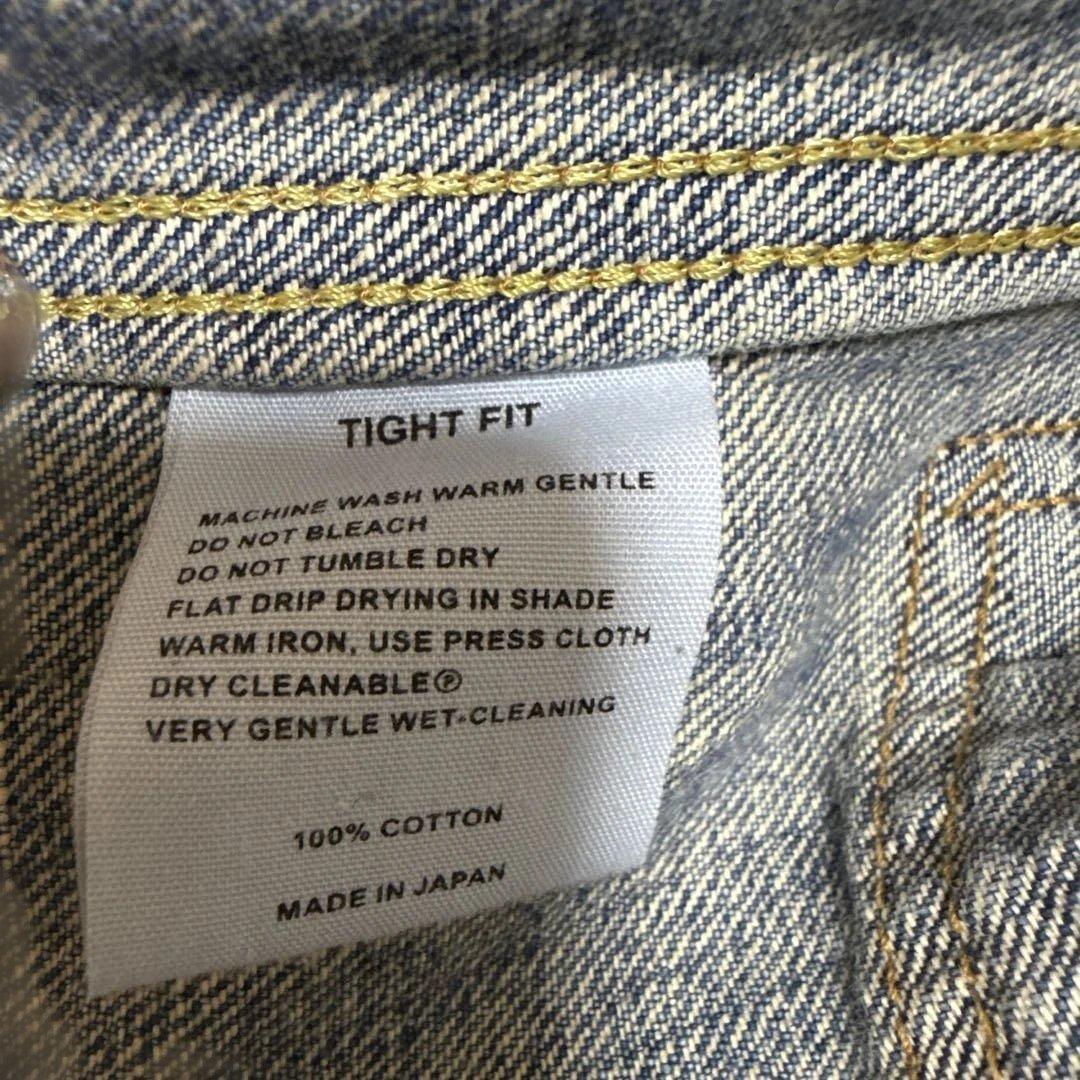 TIGHT FIT
MACHINE WASH WARM GENTLE
DO NOT BLEACH
DO NOT TUMBLE DRY
FLAT DRIP DRYING IN SHADE
WARM IRON, USE PRESS CLOTH
DRY CLEANABLE Ⓟ
VERY GENTLE WET-CLEANING
100% COTTON
MADE IN JAPAN